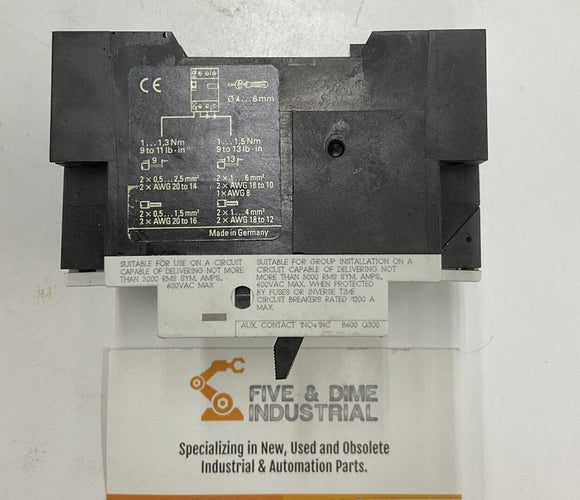 CE
Ø 4 ... 6 mm
1 ... 1,3 Nm
9 to 11 lb·in
1 ... 1,5 Nm
9 to 13 lb·in
9
13
2 x 0,5 ... 2,5 mm²
2 x AWG 20 to 14
2 x 1 ... 6 mm²
2 x AWG 18 to 10
1 x AWG 8
2 x 0,5 ... 1,5 mm²
2 x AWG 20 to 16
2 x 1 ... 4 mm²
2 x AWG 18 to 12
Made in Germany
SUITABLE FOR USE ON A CIRCUIT
CAPABLE OF DELIVERING NOT MORE
THAN 5000 RMS SYM. AMPS.,
600VAC MAX.
SUITABLE FOR GROUP INSTALLATION ON A
CIRCUIT CAPABLE OF DELIVERING NOT MORE
THAN 5000 RMS SYM. AMPS.,
600VAC MAX. WHEN PROTECTED
BY FUSES OR INVERSE TIME
CIRCUIT BREAKERS RATED 1200 A
MAX.
AUX. CONTACT 1NO+1NC B600 Q300
FIVE & DIME
INDUSTRIAL
Specializing in New, Used and Obsolete
Industrial & Automation Parts.